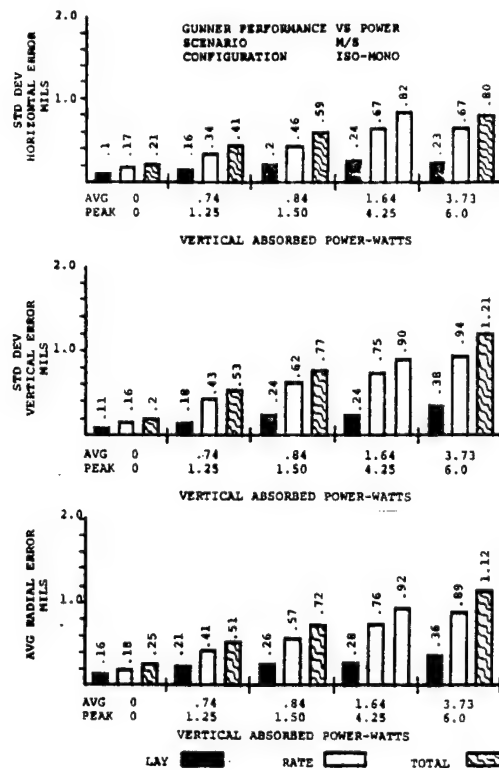 GUNNER PERFORMANCE VS POWER
SCENARIO M/S
CONFIGURATION ISO-MONO
STD DEV
HORIZONTAL ERROR
MILS
2.0
1.0
.1 .17 .21 .16 .34 .41 .2 .46 .59 .24 .67 .82 .23 .67 .80
AVG 0 .74 .84 1.64 3.73
PEAK 0 1.25 1.50 4.25 6.0
VERTICAL ABSORBED POWER-WATTS
STD DEV
VERTICAL ERROR
MILS
2.0
1.0
.11 .16 .2 .18 .43 .53 .24 .62 .77 .24 .75 .90 .38 .94 1.21
AVG 0 .74 .84 1.64 3.73
PEAK 0 1.25 1.50 4.25 6.0
VERTICAL ABSORBED POWER-WATTS
AVG RADIAL ERROR
MILS
2.0
1.0
.16 .18 .25 .21 .41 .51 .26 .57 .72 .28 .76 .92 .36 .89 1.12
AVG 0 .74 .84 1.64 3.73
PEAK 0 1.25 1.50 4.25 6.0
VERTICAL ABSORBED POWER-WATTS
LAY RATE TOTAL